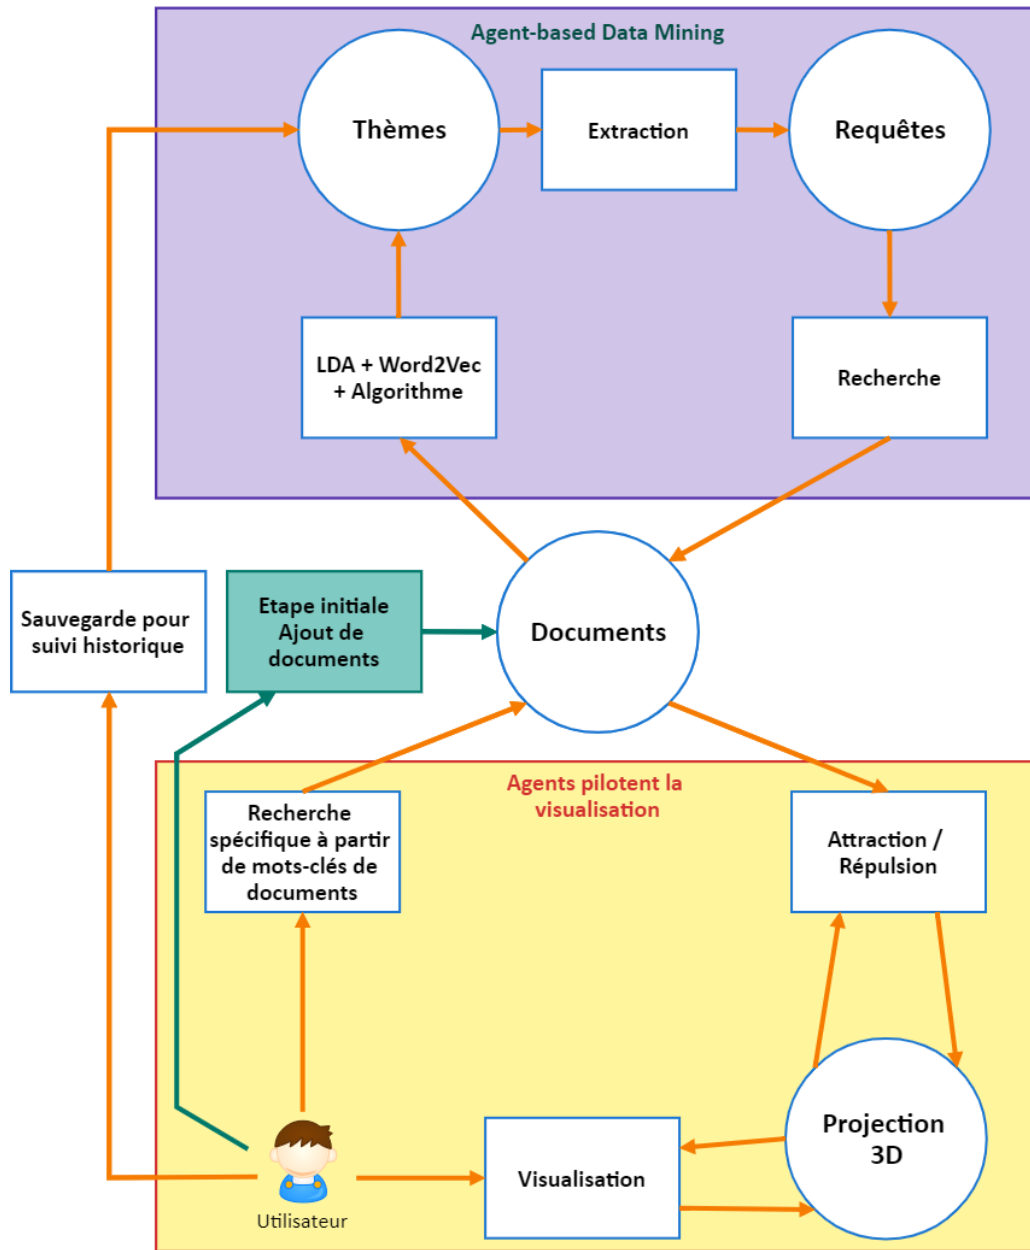 Agent-based Data Mining
Thèmes
Extraction
Requêtes
LDA + Word2Vec
+ Algorithme
Recherche
Sauvegarde pour
suivi historique
Etape initiale
Ajout de
documents
Documents
Agents pilotent la
visualisation
Recherche
spécifique à partir
de mots-clés de
documents
Attraction /
Répulsion
Projection
3D
Visualisation
Utilisateur